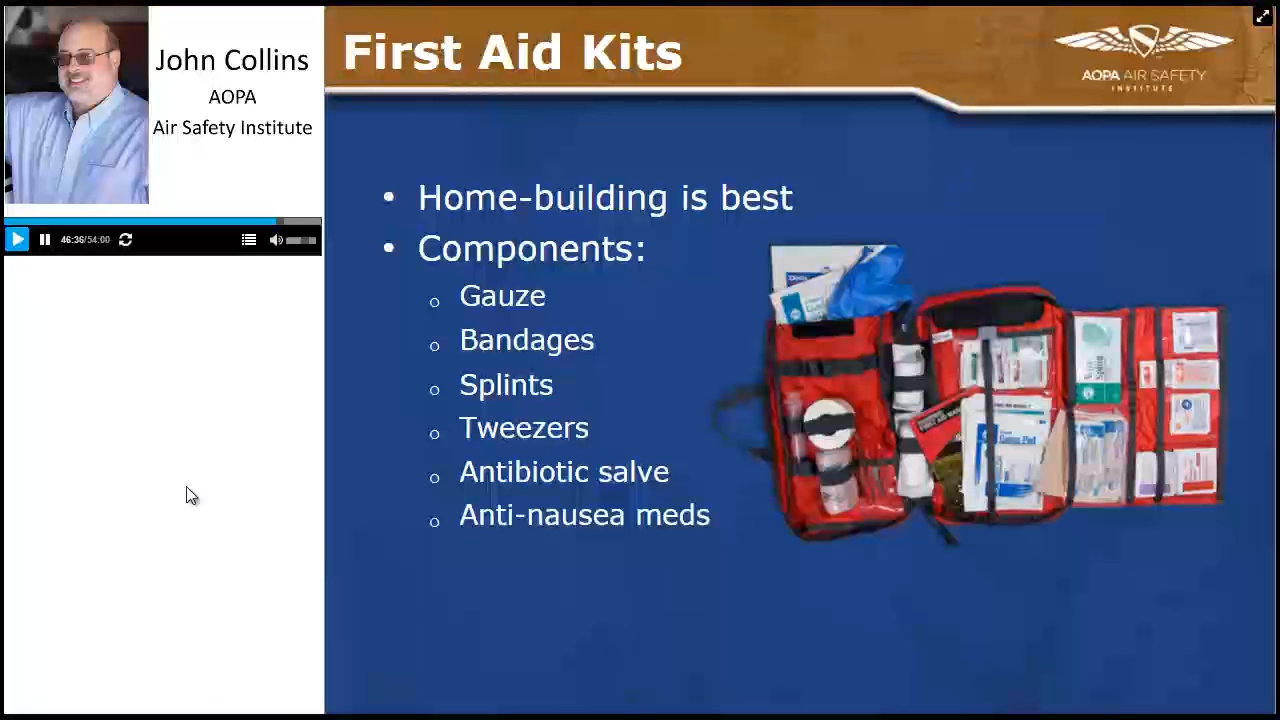 John Collins
AOPA
Air Safety Institute
46:36/54:00
First Aid Kits
AOPA AIR SAFETY
INSTITUTE
• Home-building is best
• Components:
o Gauze
o Bandages
o Splints
o Tweezers
o Antibiotic salve
o Anti-nausea meds